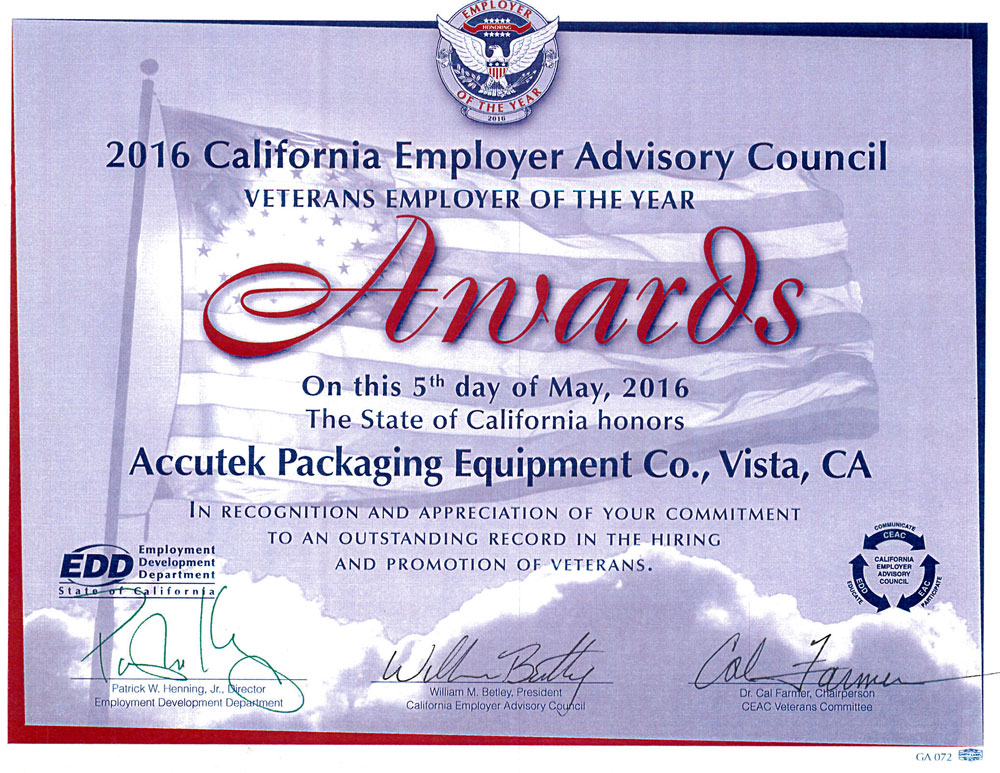 EMPLOYER
HONORING
OF THE YEAR
2016
2016 California Employer Advisory Council
VETERANS EMPLOYER OF THE YEAR
Awards
On this 5th day of May, 2016
The State of California honors
Accutek Packaging Equipment Co., Vista, CA
IN RECOGNITION AND APPRECIATION OF YOUR COMMITMENT
TO AN OUTSTANDING RECORD IN THE HIRING
AND PROMOTION OF VETERANS.
EDD
Employment
Development
Department
State of California
COMMUNICATE
CEAC
CALIFORNIA
EMPLOYER
ADVISORY
COUNCIL
EDD
EAC
EDUCATE
PARTICIPATE
Patrick W. Henning, Jr., Director
Employment Development Department
William M. Betley, President
California Employer Advisory Council
Cal Farmer
Dr. Cal Farmer, Chairperson
CEAC Veterans Committee
GA 072